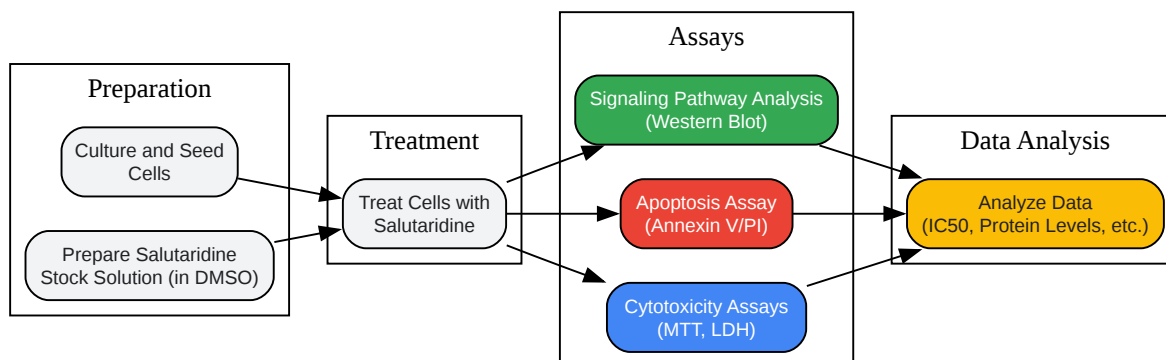 Preparation
Culture and Seed
Cells
Prepare Salutaridine
Stock Solution (in DMSO)
Treatment
Treat Cells with
Salutaridine
Assays
Signaling Pathway Analysis
(Western Blot)
Apoptosis Assay
(Annexin V/PI)
Cytotoxicity Assays
(MTT, LDH)
Data Analysis
Analyze Data
(IC50, Protein Levels, etc.)